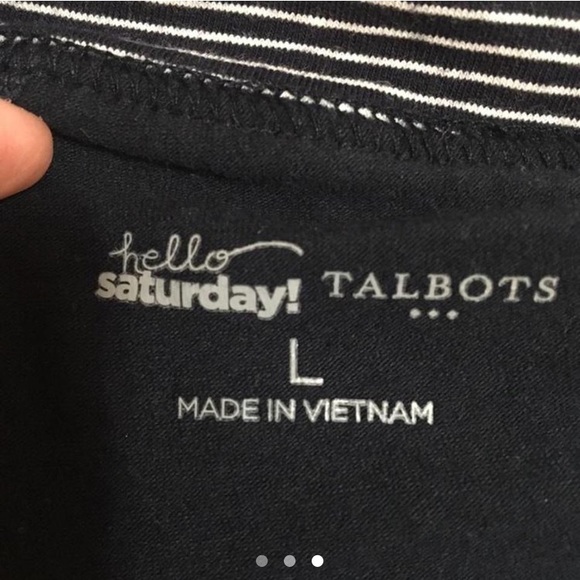 hello
saturday! TALBOTS
L
MADE IN VIETNAM